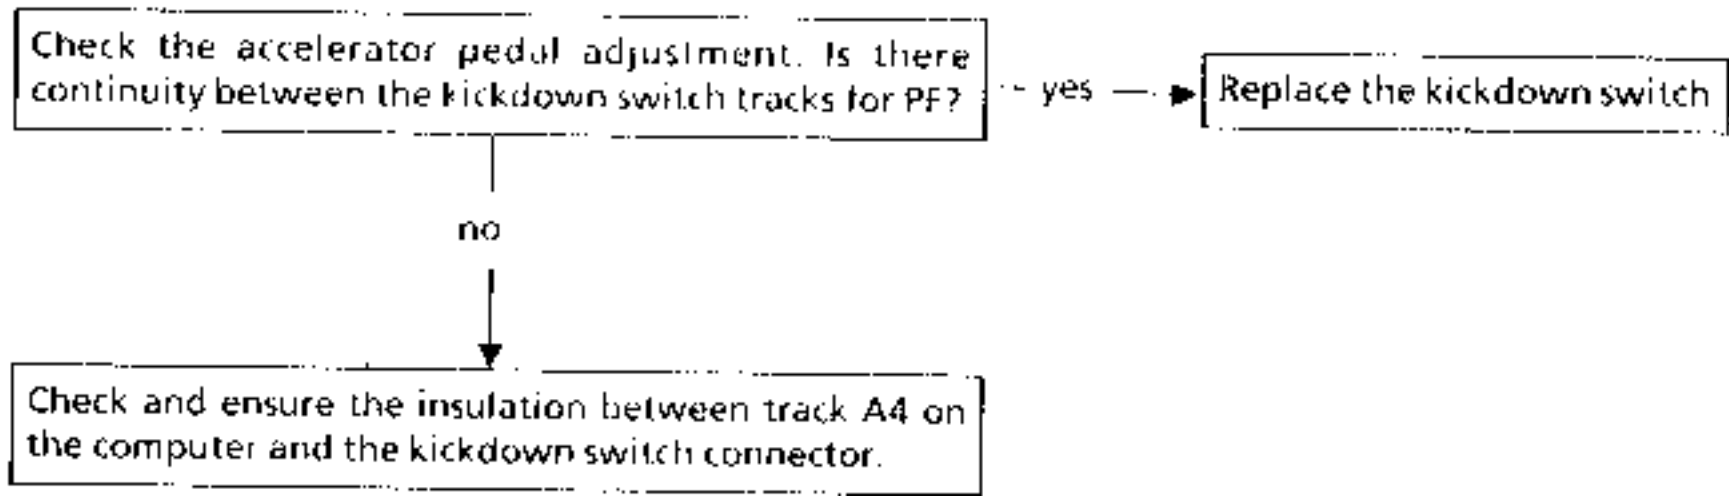 Check the accelerator pedal adjustment. Is there
continuity between the kickdown switch tracks for PF?
yes
Replace the kickdown switch
no
Check and ensure the insulation between track A4 on
the computer and the kickdown switch connector.